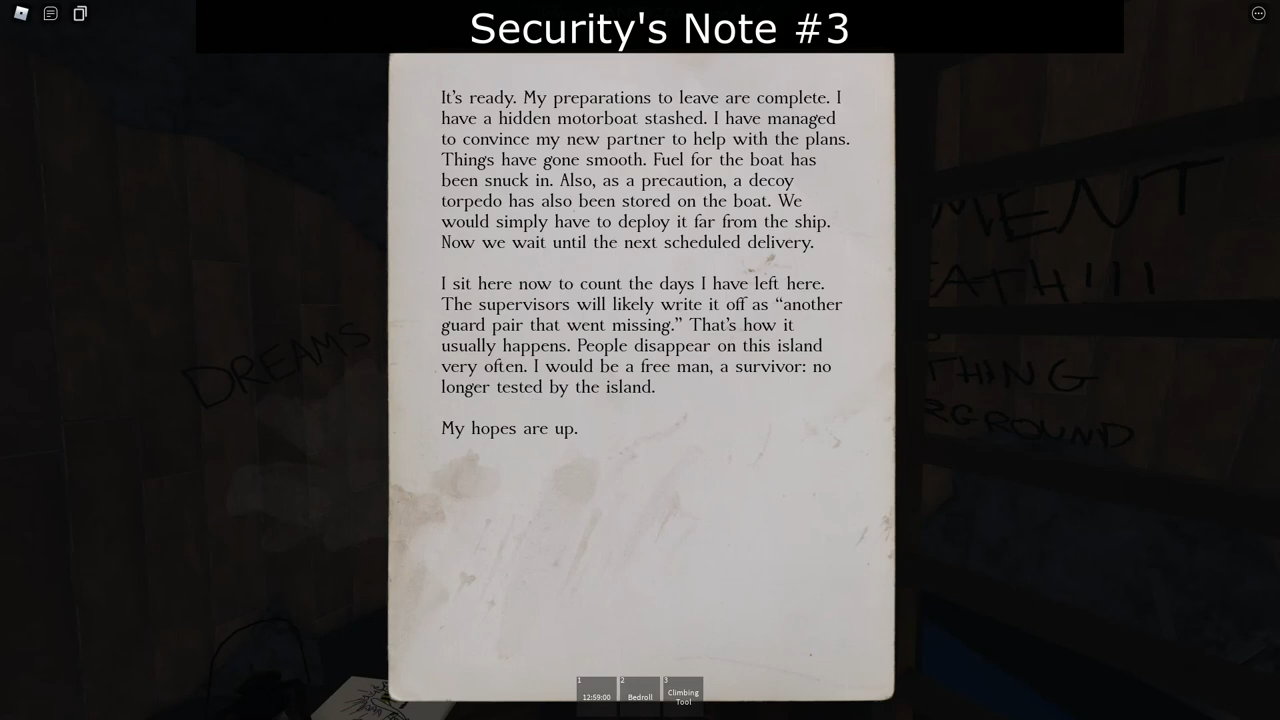 Security's Note #3
It's ready. My preparations to leave are complete. I
have a hidden motorboat stashed. I have managed
to convince my new partner to help with the plans.
Things have gone smooth. Fuel for the boat has
been snuck in. Also, as a precaution, a decoy
torpedo has also been stored on the boat. We
would simply have to deploy it far from the ship.
Now we wait until the next scheduled delivery.
I sit here now to count the days I have left here.
The supervisors will likely write it off as “another
guard pair that went missing.” That's how it
usually happens. People disappear on this island
very often. I would be a free man, a survivor: no
longer tested by the island.
My hopes are up.
DREAMS
1
12:59:00
2
Bedroll
3
Climbing
Tool